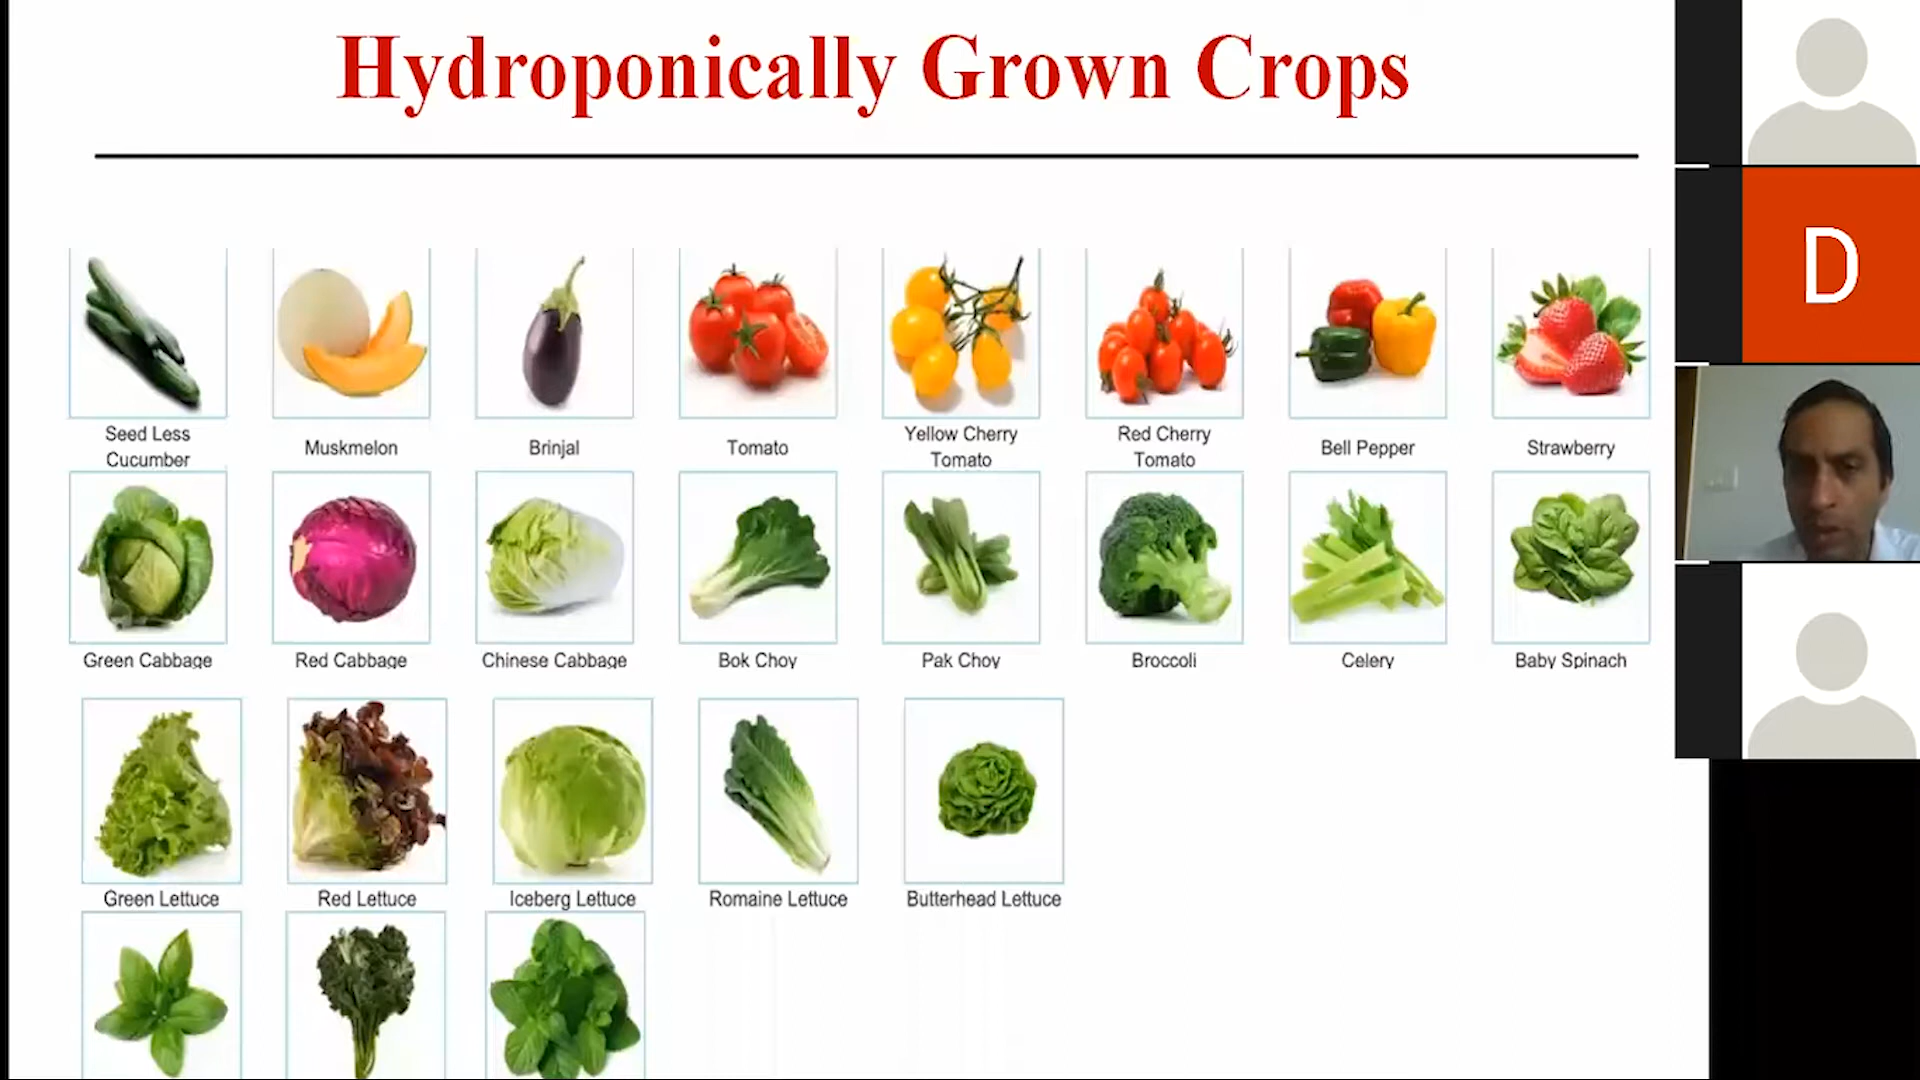 Hydroponically Grown Crops
D
Seed Less
Cucumber
Muskmelon
Brinjal
Tomato
Yellow Cherry
Tomato
Red Cherry
Tomato
Bell Pepper
Strawberry
Green Cabbage
Red Cabbage
Chinese Cabbage
Bok Choy
Pak Choy
Broccoli
Celery
Baby Spinach
Green Lettuce
Red Lettuce
Iceberg Lettuce
Romaine Lettuce
Butterhead Lettuce